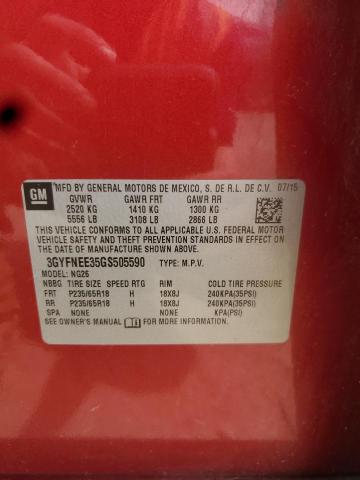 GM
MFD BY GENERAL MOTORS DE MEXICO, S. DE R.L. DE C.V. 07/15
GVWR GAWR FRT GAWR RR
2520 KG 1410 KG 1300 KG
5556 LB 3108 LB 2866 LB
THIS VEHICLE CONFORMS TO ALL APPLICABLE U.S. FEDERAL MOTOR
VEHICLE SAFETY AND THEFT PREVENTION STANDARDS IN EFFECT ON
THE DATE OF MANUFACTURE SHOWN ABOVE.
3GYFNEE35GS505590 TYPE: M.P.V.
MODEL: NG26
NBBG TIRE SIZE SPEED RTG RIM COLD TIRE PRESSURE
FRT P235/65R18 H 18X8J 240KPA(35PSI)
RR P235/65R18 H 18X8J 240KPA(35PSI)
SPA NONE NONE KPA(PSI)
SEE OWNER'S MANUAL FOR MORE INFORMATION